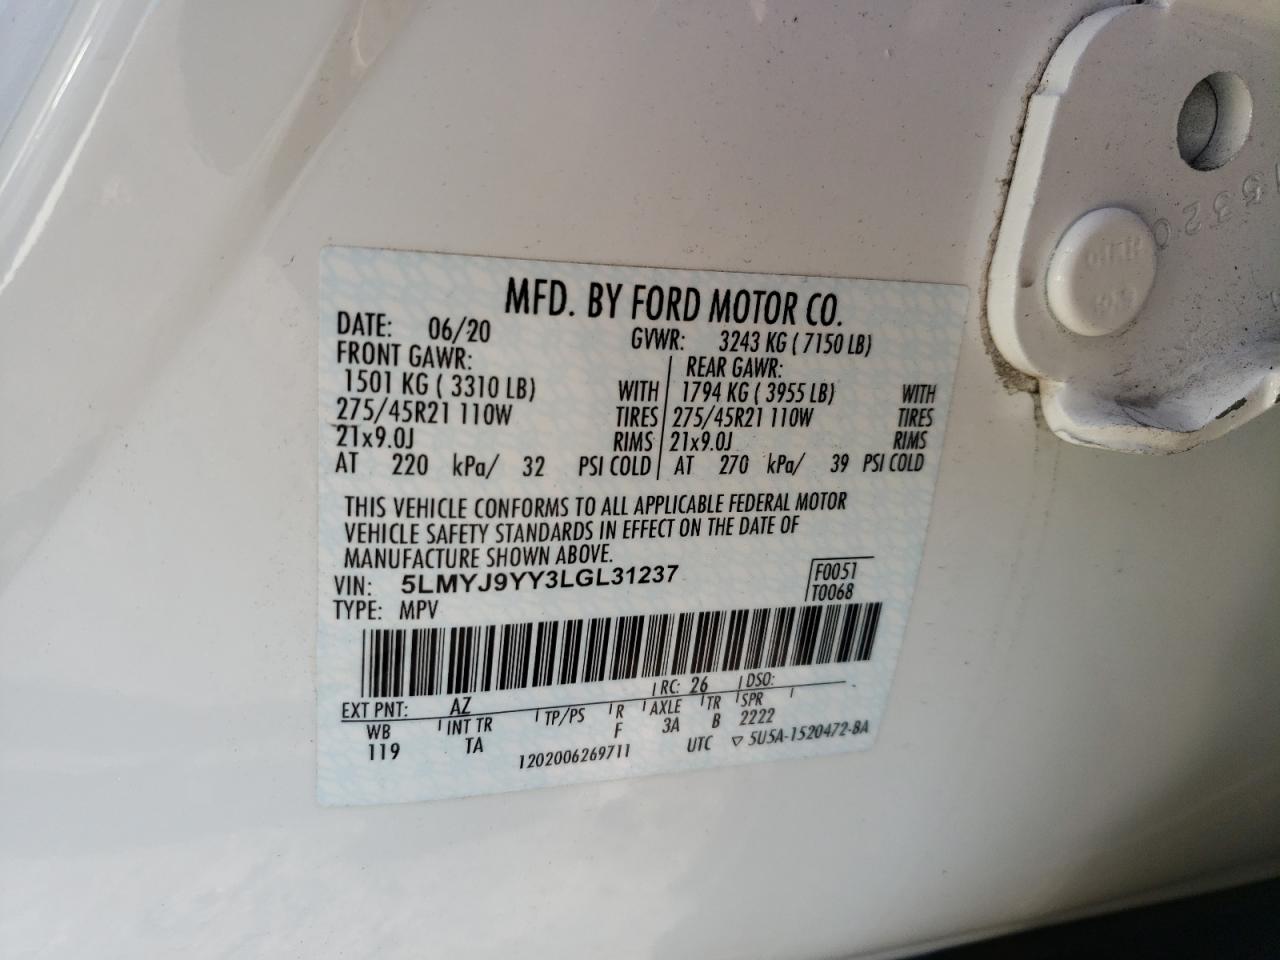 MFD. BY FORD MOTOR CO.
DATE: 06/20 GVWR: 3243 KG ( 7150 LB)
FRONT GAWR: REAR GAWR:
1501 KG ( 3310 LB) WITH 1794 KG ( 3955 LB) WITH
275/45R21 110W TIRES 275/45R21 110W TIRES
21x9.0J RIMS 21x9.0J RIMS
AT 220 kPa/ 32 PSI COLD AT 270 kPa/ 39 PSI COLD
THIS VEHICLE CONFORMS TO ALL APPLICABLE FEDERAL MOTOR
VEHICLE SAFETY STANDARDS IN EFFECT ON THE DATE OF
MANUFACTURE SHOWN ABOVE.
VIN: 5LMYJ9YY3LGL31237 F0051
TYPE: MPV T0068
EXT PNT: AZ RC: 26 DSO:
WB INT TR TP/PS R AXLE TR SPR
119 TA F 3A B 2222
1202006269711 UTC ▽ 5U5A-1520472-BA